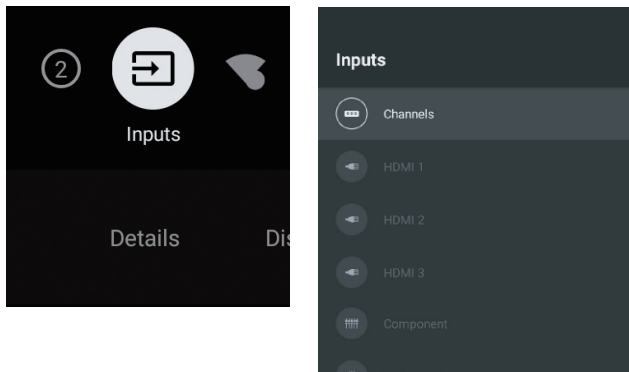 2
Inputs
Details
Inputs
Channels
HDMI 1
HDMI 2
HDMI 3
Component